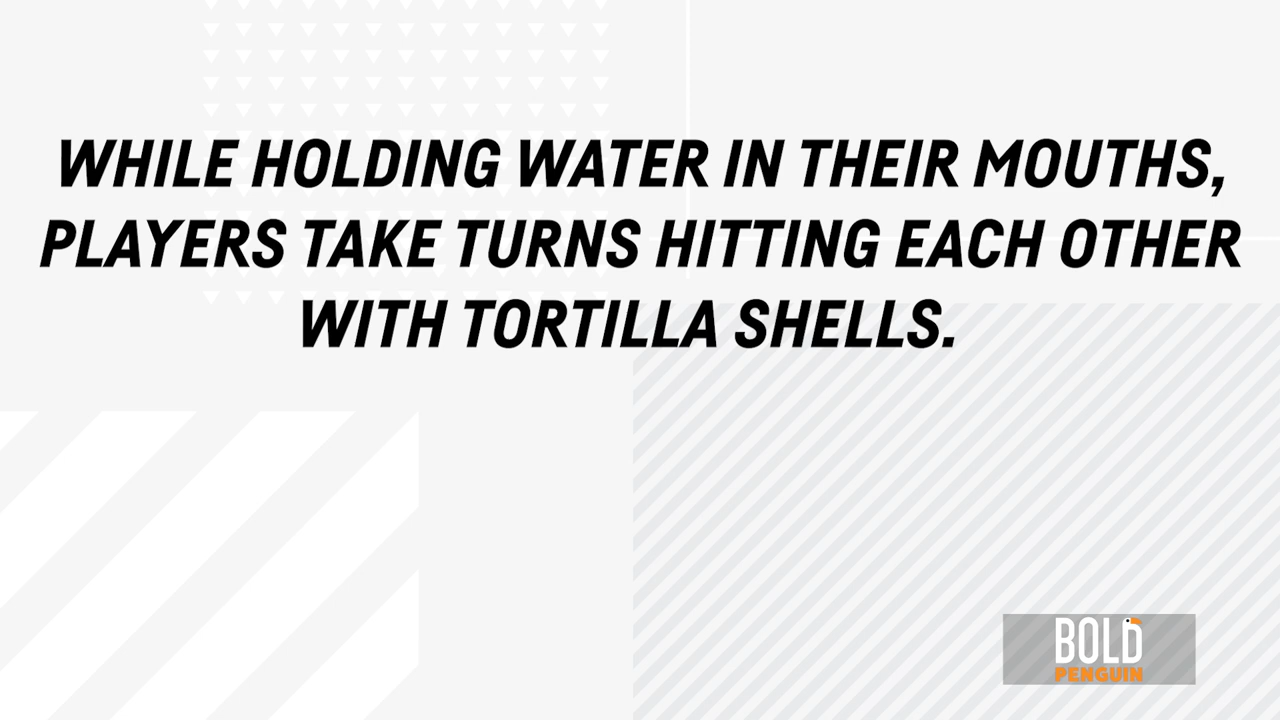 WHILE HOLDING WATER IN THEIR MOUTHS,
PLAYERS TAKE TURNS HITTING EACH OTHER
WITH TORTILLA SHELLS.
BOLD
PENGUIN